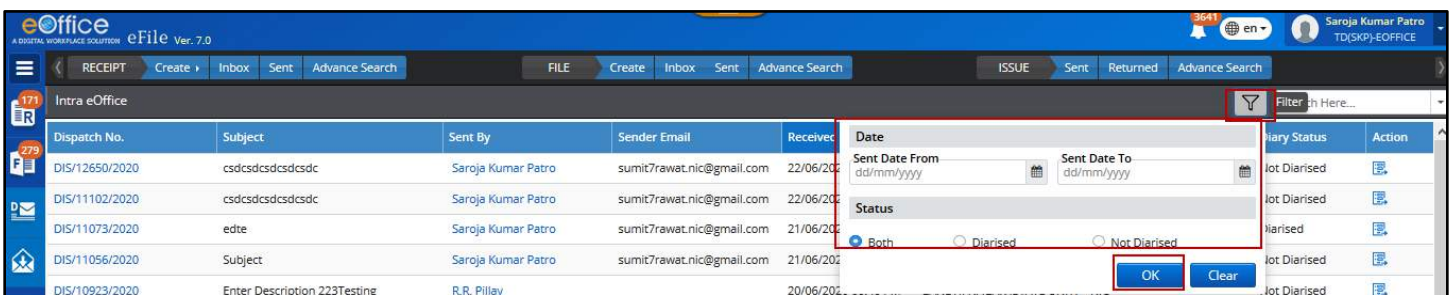 eOffice
A DIGITAL WORKPLACE SOLUTION eFile Ver. 7.0
3641 en
Saroja Kumar Patro
TD(SKP)-EOFFICE
RECEIPT Create Inbox Sent Advance Search FILE Create Inbox Sent Advance Search ISSUE Sent Returned Advance Search
171 R
Intra eOffice Filter h Here...
Dispatch No. Subject Sent By Sender Email Received Diary Status Action
279 F
DIS/12650/2020 csdcsdcsdcsdcsdc Saroja Kumar Patro sumit7rawat.nic@gmail.com 22/06/202 Not Diarised
DIS/11102/2020 csdcsdcsdcsdcsdc Saroja Kumar Patro sumit7rawat.nic@gmail.com 22/06/202 Not Diarised
D
DIS/11073/2020 edte Saroja Kumar Patro sumit7rawat.nic@gmail.com 21/06/202 Diarised
DIS/11056/2020 Subject Saroja Kumar Patro sumit7rawat.nic@gmail.com 21/06/202 Not Diarised
DIS/10923/2020 Enter Description 223Testing R.R. Pillay 20/06/202 Not Diarised
Date
Sent Date From Sent Date To
dd/mm/yyyy dd/mm/yyyy
Status
Both Diarised Not Diarised
OK Clear